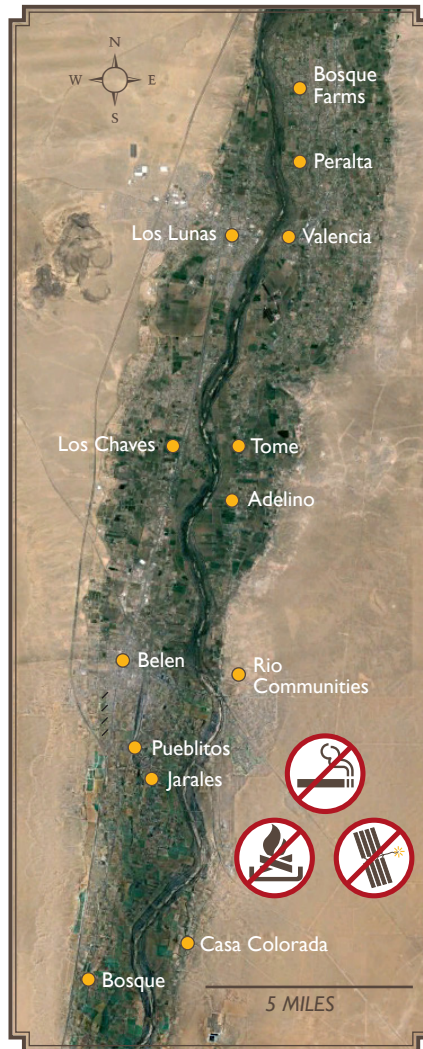 N
W E
S
Bosque
Farms
Peralta
Los Lunas
Valencia
Los Chaves
Tome
Adelino
Belen
Rio
Communities
Pueblitos
Jarales
Casa Colorada
Bosque
5 MILES